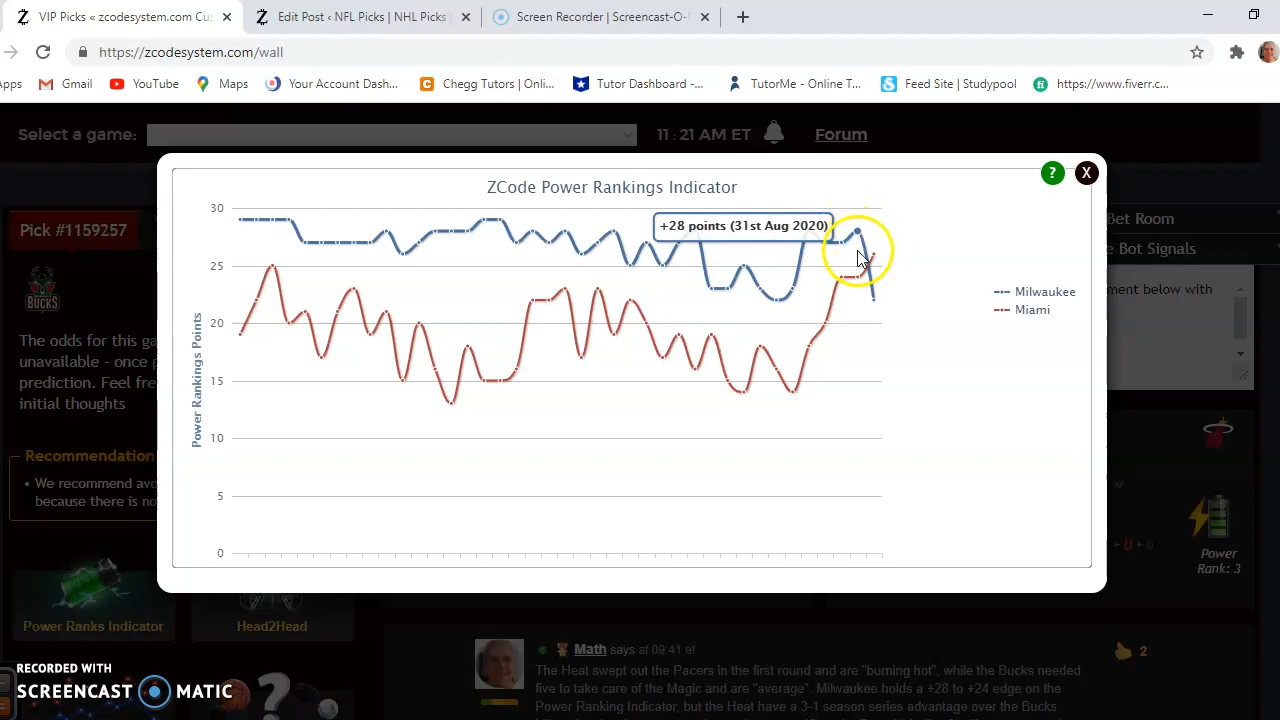 VIP Picks « zcodesystem.com Cus
Edit Post ‹ NFL Picks | NHL Picks |
Screen Recorder | Screencast-O-
https://zcodesystem.com/wall
Apps
Gmail
YouTube
Maps
Your Account Dash...
Chegg Tutors | Onli...
Tutor Dashboard -...
TutorMe - Online T...
Feed Site | Studypool
https://www.fiverr.c...
Select a game:
11 : 21 AM ET
Forum
Pick #1159257
BUCKS
The odds for this ga
unavailable - once p
prediction. Feel fre
initial thoughts
Recommendation
• We recommend avo
because there is no
Power Ranks Indicator
Head2Head
ZCode Power Rankings Indicator
?
X
Power Rankings Points
30
25
20
15
10
5
0
+28 points (31st Aug 2020)
Milwaukee
Miami
Bet Room
e Bot Signals
ment below with
Power
Rank: 3
Math says at 09:41 et
2
The Heat swept out the Pacers in the first round and are "burning hot", while the Bucks needed
five to take care of the Magic and are "average". Milwaukee holds a +28 to +24 edge on the
Power Ranking Indicator, but the Heat have a 3-1 season series advantage over the Bucks.
RECORDED WITH
SCREENCAST MATIC